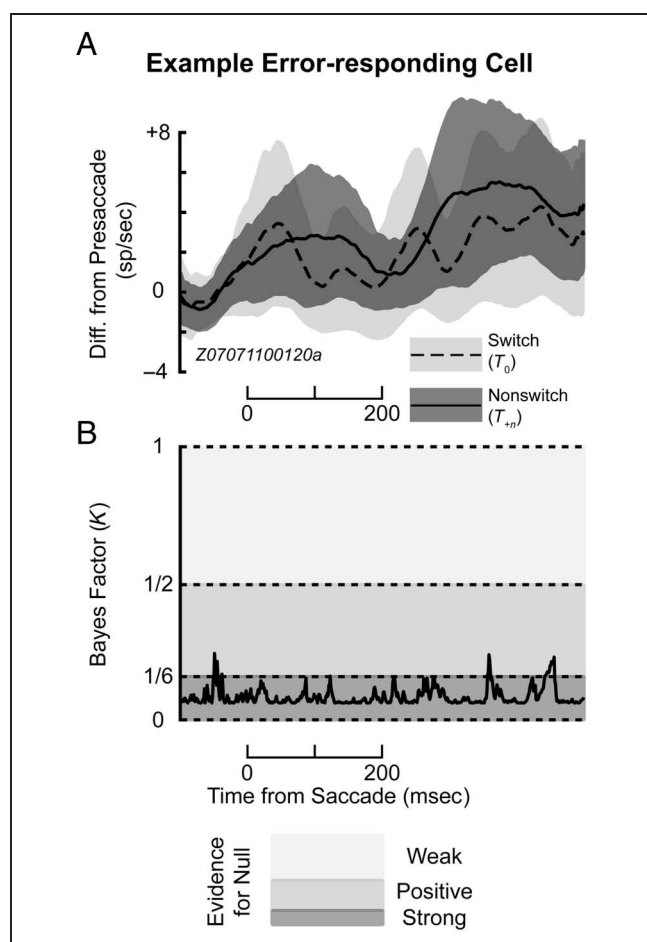 A
Example Error-responding Cell
+8
0
–4
Diff. from Presaccade
(sp/sec)
Z07071100120a
Switch
(T0)
Nonswitch
(T+n)
0 200
B
1
1/2
1/6
0
Bayes Factor (K)
0 200
Time from Saccade (msec)
Evidence
for Null
Weak
Positive
Strong